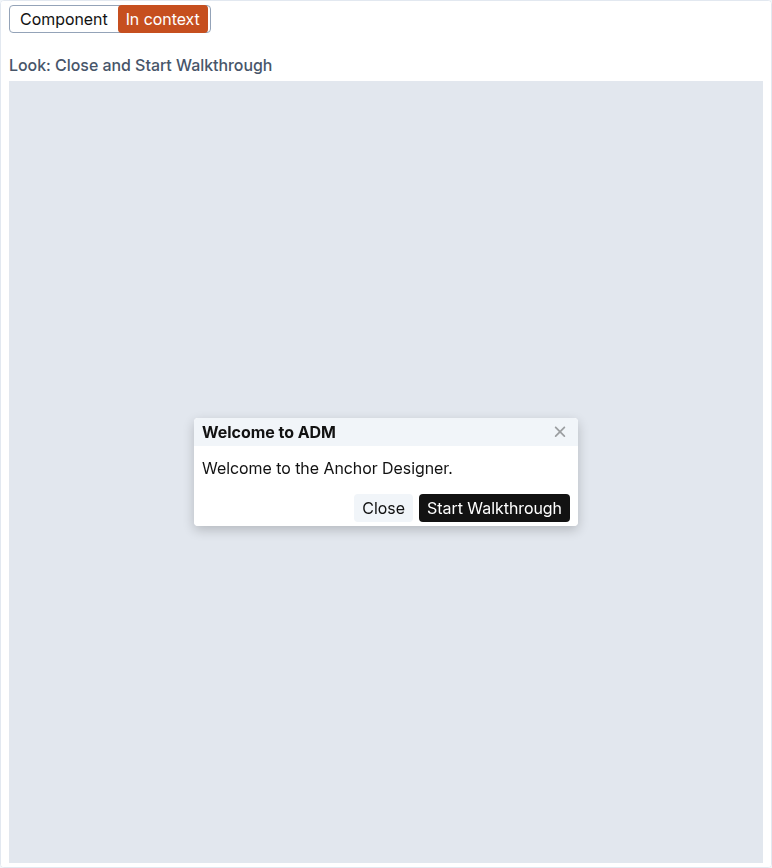 Component In context
Look: Close and Start Walkthrough
Welcome to ADM
Welcome to the Anchor Designer.
Close Start Walkthrough